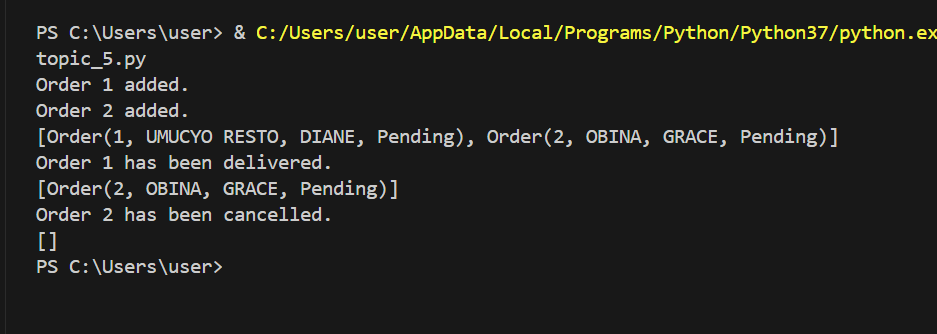 PS C:\Users\user> & C:/Users/user/AppData/Local/Programs/Python/Python37/python.ex
topic_5.py
Order 1 added.
Order 2 added.
[Order(1, UMUCYO RESTO, DIANE, Pending), Order(2, OBINA, GRACE, Pending)]
Order 1 has been delivered.
[Order(2, OBINA, GRACE, Pending)]
Order 2 has been cancelled.
[]
PS C:\Users\user>